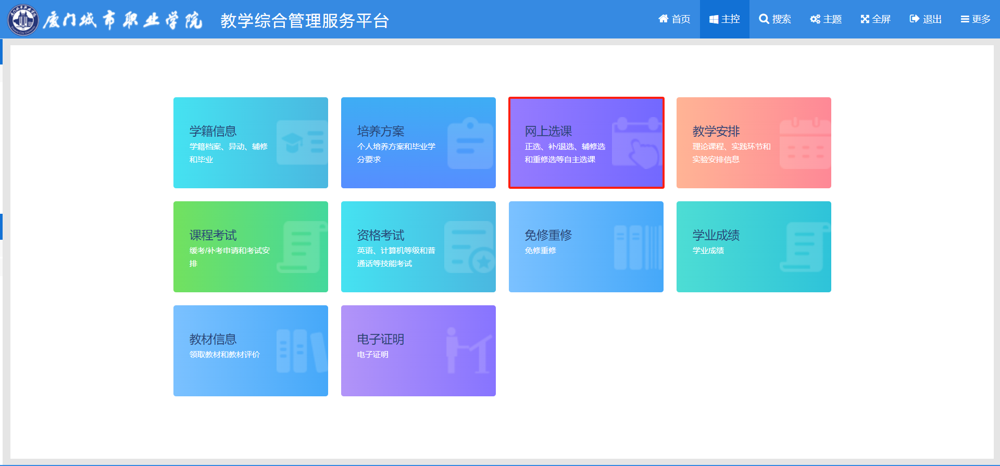 厦门城市职业学院 教学综合管理服务平台 首页 主控 搜索 主题 全屏 退出 更多
学籍信息
学籍档案、异动、辅修
和毕业
培养方案
个人培养方案和毕业学
分要求
网上选课
正选、补/退选、辅修选
和重修选等自主选课
教学安排
理论课程、实践环节和
实验安排信息
课程考试
缓考/补考申请和考试安
排
资格考试
英语、计算机等级和普
通话等技能考试
免修重修
免修重修
学业成绩
学业成绩
教材信息
领取教材和教材评价
电子证明
电子证明